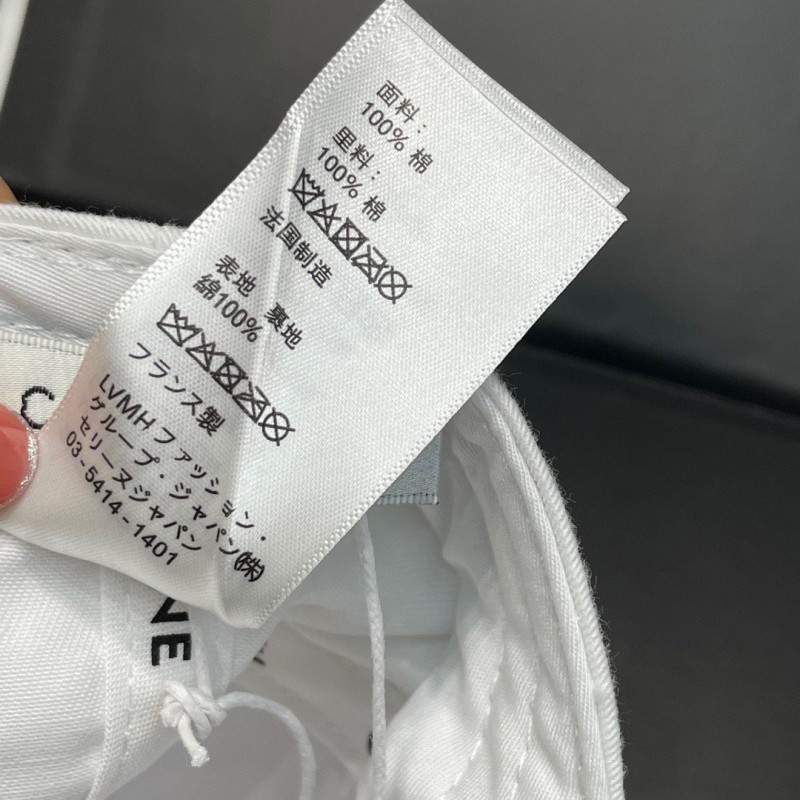 面料：
100% 棉
里料：
100% 棉
法国制造
表地 裏地
綿100%
フランス製
LVMHファッション・
グループ・ジャパン㈱
セリーヌジャパン
03-5414-1401
C
NE